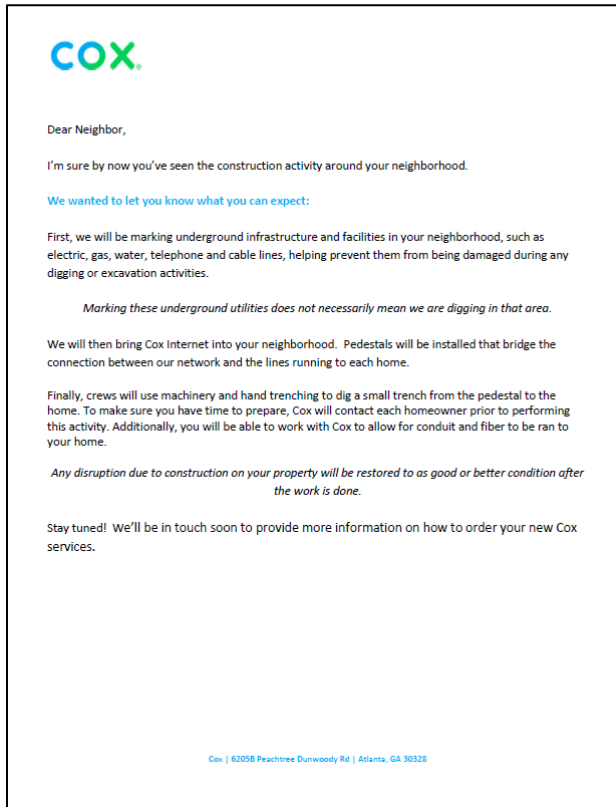 COX.
Dear Neighbor,
I'm sure by now you've seen the construction activity around your neighborhood.
We wanted to let you know what you can expect:
First, we will be marking underground infrastructure and facilities in your neighborhood, such as
electric, gas, water, telephone and cable lines, helping prevent them from being damaged during any
digging or excavation activities.
Marking these underground utilities does not necessarily mean we are digging in that area.
We will then bring Cox Internet into your neighborhood.  Pedestals will be installed that bridge the
connection between our network and the lines running to each home.
Finally, crews will use machinery and hand trenching to dig a small trench from the pedestal to the
home. To make sure you have time to prepare, Cox will contact each homeowner prior to performing
this activity. Additionally, you will be able to work with Cox to allow for conduit and fiber to be ran to
your home.
Any disruption due to construction on your property will be restored to as good or better condition after
the work is done.
Stay tuned!  We'll be in touch soon to provide more information on how to order your new Cox
services.
Cox | 6205B Peachtree Dunwoody Rd | Atlanta, GA 30328